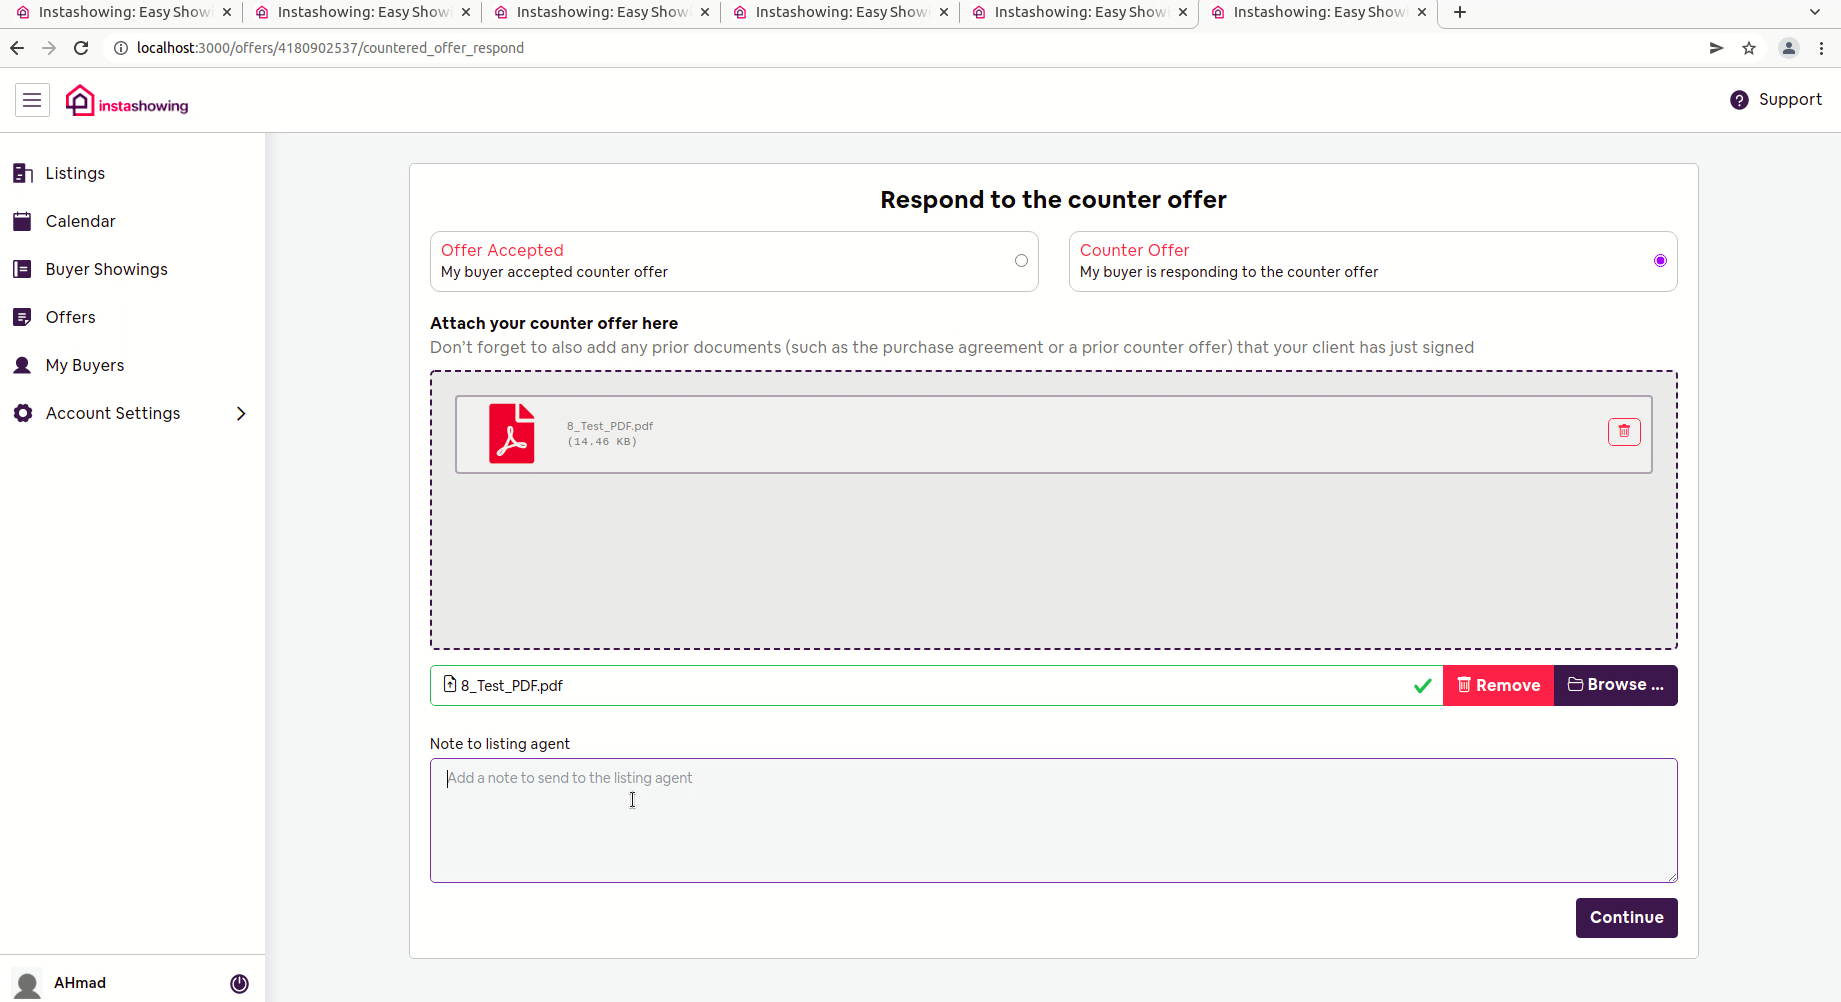 Instashowing: Easy Show
Instashowing: Easy Showi
Instashowing: Easy Show
Instashowing: Easy Show
Instashowing: Easy Show
Instashowing: Easy Show
localhost:3000/offers/4180902537/countered_offer_respond
instashowing
Support
Listings
Calendar
Buyer Showings
Offers
My Buyers
Account Settings
Respond to the counter offer
Offer Accepted
My buyer accepted counter offer
Counter Offer
My buyer is responding to the counter offer
Attach your counter offer here
Don’t forget to also add any prior documents (such as the purchase agreement or a prior counter offer) that your client has just signed
8_Test_PDF.pdf
(14.46 KB)
8_Test_PDF.pdf
Remove
Browse ...
Note to listing agent
Add a note to send to the listing agent
Continue
AHmad